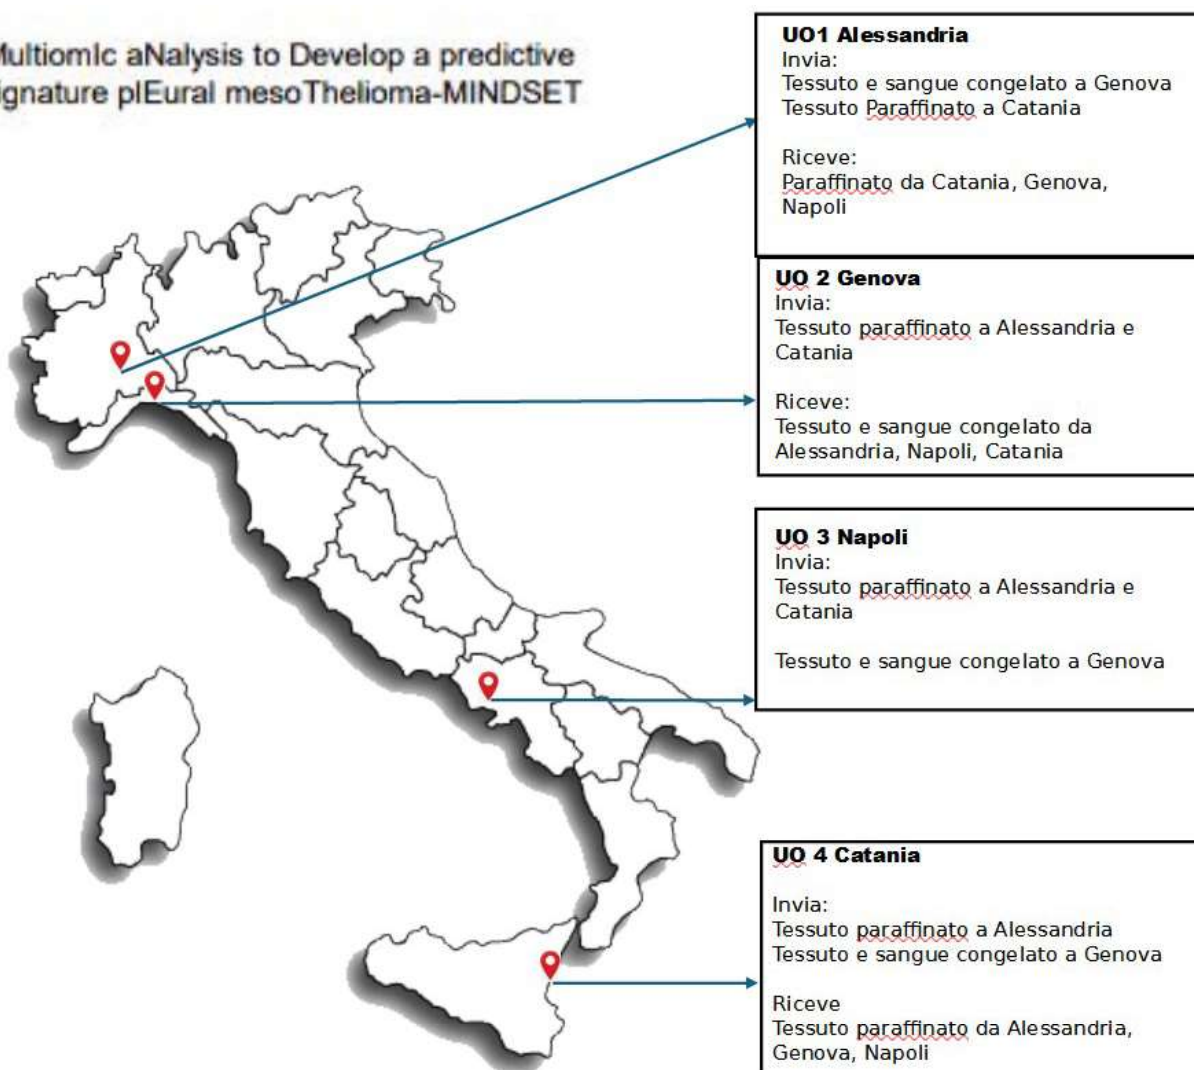 MultiomIc aNalysis to Develop a predictive
ignature plEural mesoThelioma-MINDSET
UO1 Alessandria
Invia:
Tessuto e sangue congelato a Genova
Tessuto Paraffinato a Catania
Riceve:
Paraffinato da Catania, Genova,
Napoli
UO 2 Genova
Invia:
Tessuto paraffinato a Alessandria e
Catania
Riceve:
Tessuto e sangue congelato da
Alessandria, Napoli, Catania
UO 3 Napoli
Invia:
Tessuto paraffinato a Alessandria e
Catania
Tessuto e sangue congelato a Genova
UO 4 Catania
Invia:
Tessuto paraffinato a Alessandria
Tessuto e sangue congelato a Genova
Riceve
Tessuto paraffinato da Alessandria,
Genova, Napoli